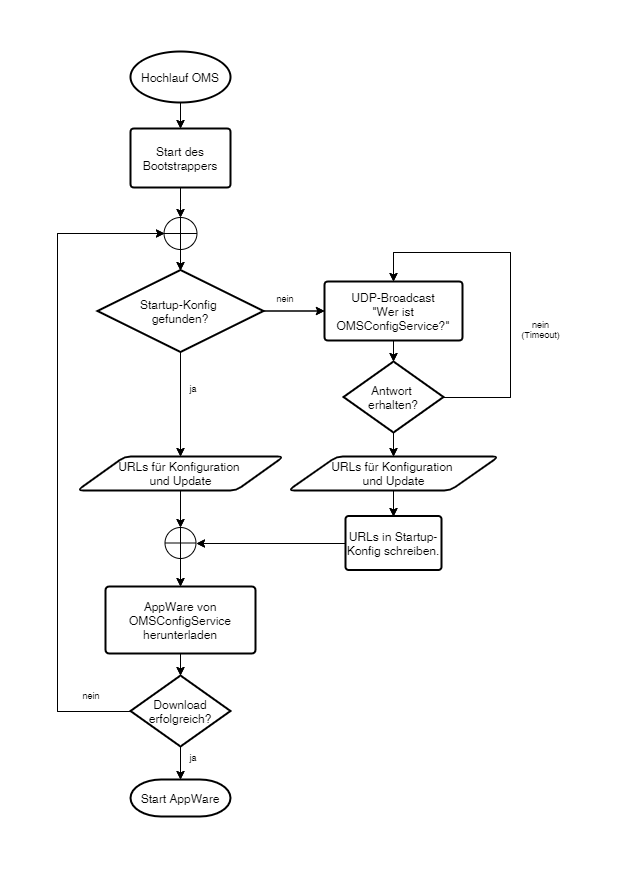 Hochlauf OMS
Start des
Bootstrappers
Startup-Konfig
gefunden?
nein
UDP-Broadcast
"Wer ist
OMSConfigService?"
nein
(Timeout)
Antwort
erhalten?
ja
URLs für Konfiguration
und Update
URLs für Konfiguration
und Update
URLs in Startup-
Konfig schreiben.
AppWare von
OMSConfigService
herunterladen
nein
Download
erfolgreich?
ja
Start AppWare